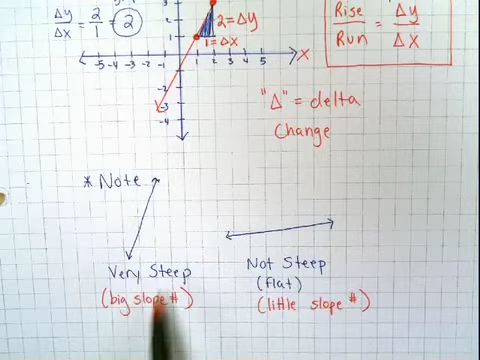 Δy/Δx = 2/1 = 2
2 = Δy
1 = Δx
Rise/Run = Δy/Δx
3
2
1
-5 -4 -3 -2 -1 1 2 3 4 5 X
-1
-3
-4
"Δ" = delta
Change
* Note
Very Steep
(big slope #)
Not Steep
(flat)
(little slope #)